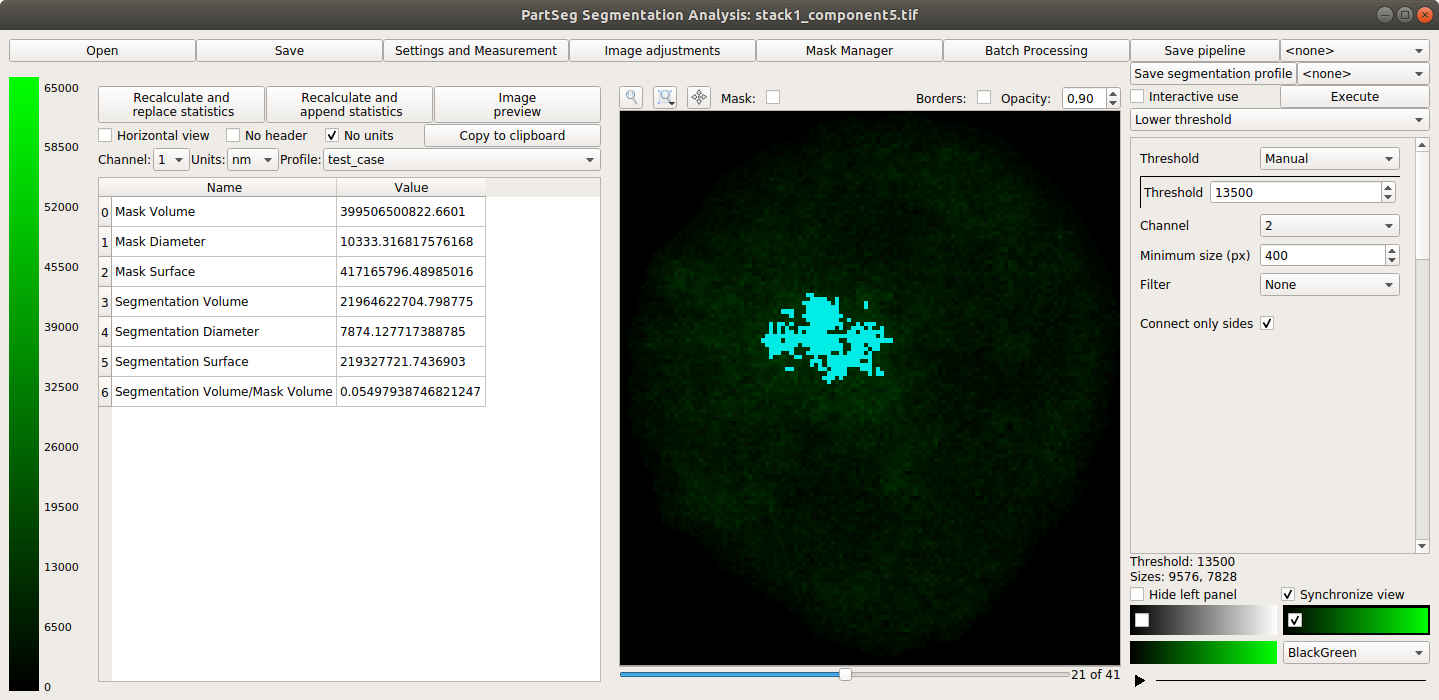 PartSeg Segmentation Analysis: stack1_component5.tif
Open Save Settings and Measurement Image adjustments Mask Manager Batch Processing Save pipeline <none>
Save segmentation profile <none>
65000
58500
52000
45500
39000
32500
26000
19500
13000
6500
0
Recalculate and replace statistics
Recalculate and append statistics
Image preview
Horizontal view No header No units Copy to clipboard
Channel: 1 Units: nm Profile: test_case
Name Value
0 Mask Volume 399506500822.6601
1 Mask Diameter 10333.316817576168
2 Mask Surface 417165796.48985016
3 Segmentation Volume 21964622704.798775
4 Segmentation Diameter 7874.127717388785
5 Segmentation Surface 219327721.7436903
6 Segmentation Volume/Mask Volume 0.05497938746821247
Mask: Borders: Opacity: 0,90
21 of 41
Interactive use Execute
Lower threshold
Threshold Manual
Threshold 13500
Channel 2
Minimum size (px) 400
Filter None
Connect only sides
Threshold: 13500
Sizes: 9576, 7828
Hide left panel Synchronize view
BlackGreen